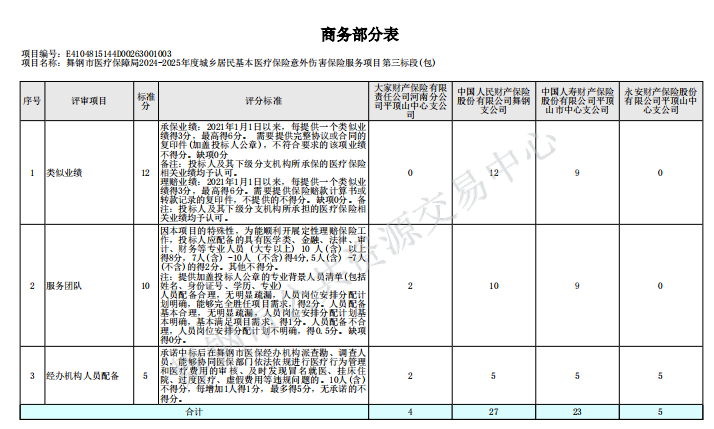 商务部分表
项目编号：E4104815144D00263001003
项目名称：舞钢市医疗保障局2024-2025年度城乡居民基本医疗保险意外伤害保险服务项目第三标段(包)
序号 评审项目 标准分 评分标准 大家财产保险有限责任公司河南分公司平顶山中心支公司 中国人民财产保险股份有限公司舞钢支公司 中国人寿财产保险股份有限公司平顶山市中心支公司 永安财产保险股份有限公司平顶山中心支公司
1 类似业绩 12
承保业绩：2021年1月1日以来，每提供一个类似业
绩得3分，最高得6分。 需要提供完整协议或合同的
复印件(加盖投标人公章)，不符合要求的该项业绩
不得分。缺项0分
备注：投标人及其下级分支机构所承保的医疗保险
相关业绩均予认可。
理赔业绩：2021年1月1日以来，每提供一个类似业
绩得3分，最高得6分。需要提供保险赔款计算书或
转款记录的复印件，不提供的不得分。缺项0分。备
注：投标人及其下级分支机构所承担的医疗保险相
关业绩均予认可。
0 12 9 0
2 服务团队 10
因本项目的特殊性，为能顺利开展定性理赔保险工
作，投标人应配备的具有医学类、金融、法律、审
计、财务等专业人员 (大专以上) 10 人(含) 以上
得8分，7人(含) -10人 (不含)得4分,5人(含) -7人
(不含)的得2分。其他不得分。
注：提供加盖投标人公章的专业背景人员清单(包括
姓名、身份证号、学历、专业)
人员配备合理，无明显疏漏，人员岗位安排分配计
划明确，能够完全胜任项目需求，得2分。人员配备
基本合理，无明显疏漏，人员岗位安排分配计划基
本明确，基本满足项目需求，得1分。人员配备不合
理，人员岗位安排分配计划不明确，得0.5分。缺项
得0分。
2 10 9 0
3 经办机构人员配备 5
承诺中标后在舞钢市医保经办机构派查勘、调查人
员，能够协同医保部门依法依规进行医疗行为管理
和医疗费用的审核、及时发现冒名就医、挂床住
院、过度医疗、虚假费用等违规问题的。10人(含)
不得分，每增加1人得1分，最多得5分，无承诺的不
得分。
2 5 5 5
合计 4 27 23 5